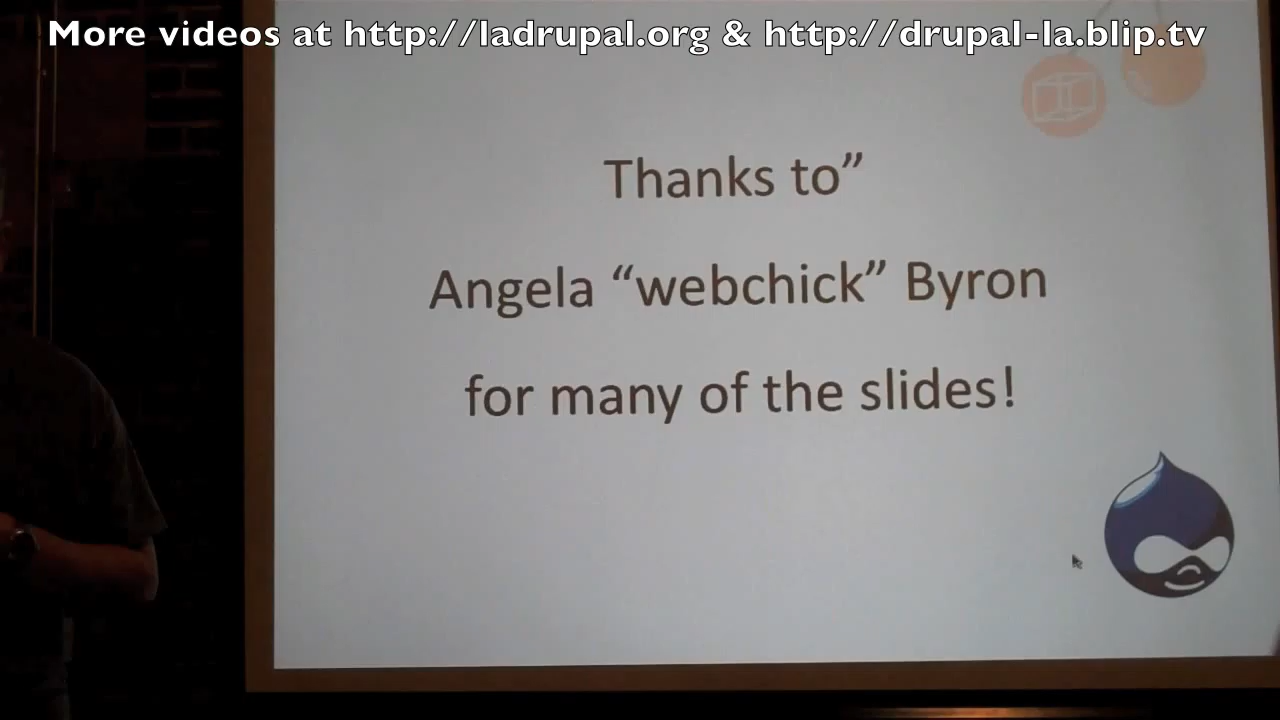 More videos at http://ladrupal.org & http://drupal-la.blip.tv
Thanks to”
Angela “webchick” Byron
for many of the slides!